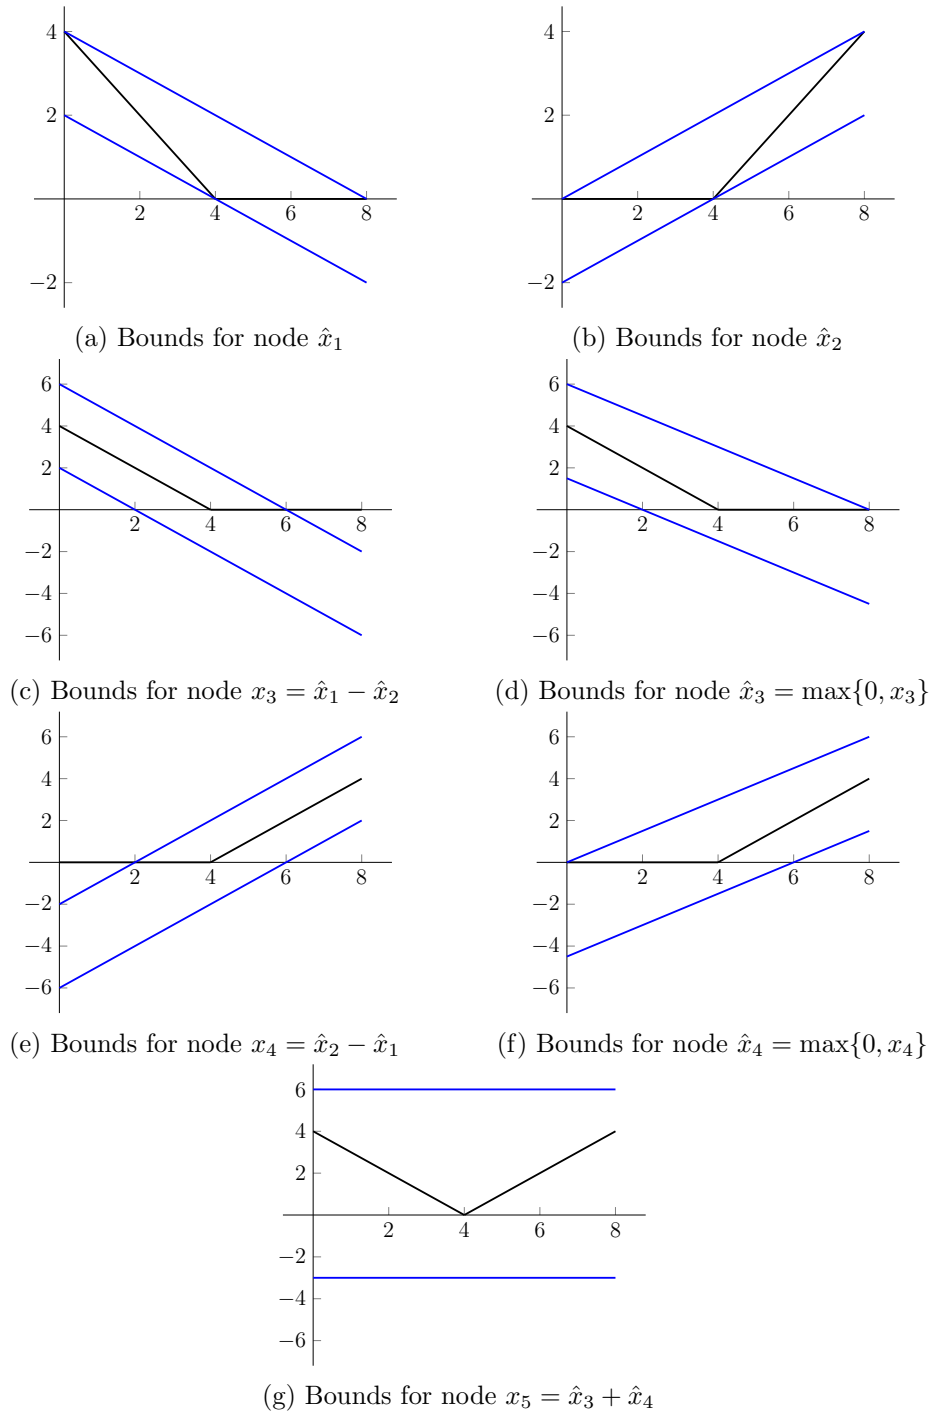 4
2
−2
2 4 6 8
(a) Bounds for node x̂₁
4
2
−2
2 4 6 8
(b) Bounds for node x̂₂
6
4
2
−2
−4
−6
2 4 6 8
(c) Bounds for node x₃ = x̂₁ − x̂₂
6
4
2
−2
−4
−6
2 4 6 8
(d) Bounds for node x̂₃ = max{0, x₃}
6
4
2
−2
−4
−6
2 4 6 8
(e) Bounds for node x₄ = x̂₂ − x̂₁
6
4
2
−2
−4
−6
2 4 6 8
(f) Bounds for node x̂₄ = max{0, x₄}
6
4
2
−2
−4
−6
2 4 6 8
(g) Bounds for node x₅ = x̂₃ + x̂₄